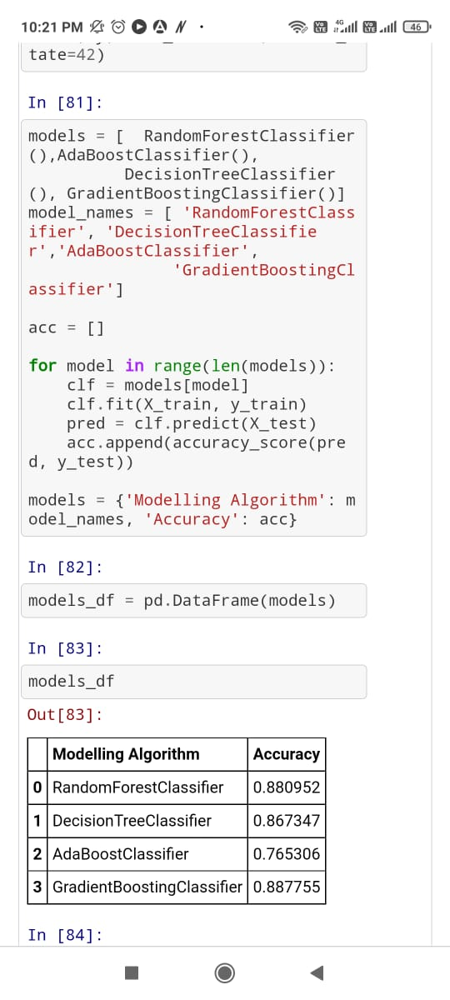 10:21 PM
46
tate=42)
In [81]:
models = [  RandomForestClassifier
(),AdaBoostClassifier(),
          DecisionTreeClassifier
(), GradientBoostingClassifier()]
model_names = [ 'RandomForestClass
ifier', 'DecisionTreeClassifie
r','AdaBoostClassifier',
               'GradientBoostingCl
assifier']
acc = []
for model in range(len(models)):
    clf = models[model]
    clf.fit(X_train, y_train)
    pred = clf.predict(X_test)
    acc.append(accuracy_score(pre
d, y_test))
models = {'Modelling Algorithm': m
odel_names, 'Accuracy': acc}
In [82]:
models_df = pd.DataFrame(models)
In [83]:
models_df
Out[83]:
Modelling Algorithm Accuracy
0 RandomForestClassifier 0.880952
1 DecisionTreeClassifier 0.867347
2 AdaBoostClassifier 0.765306
3 GradientBoostingClassifier 0.887755
In [84]: